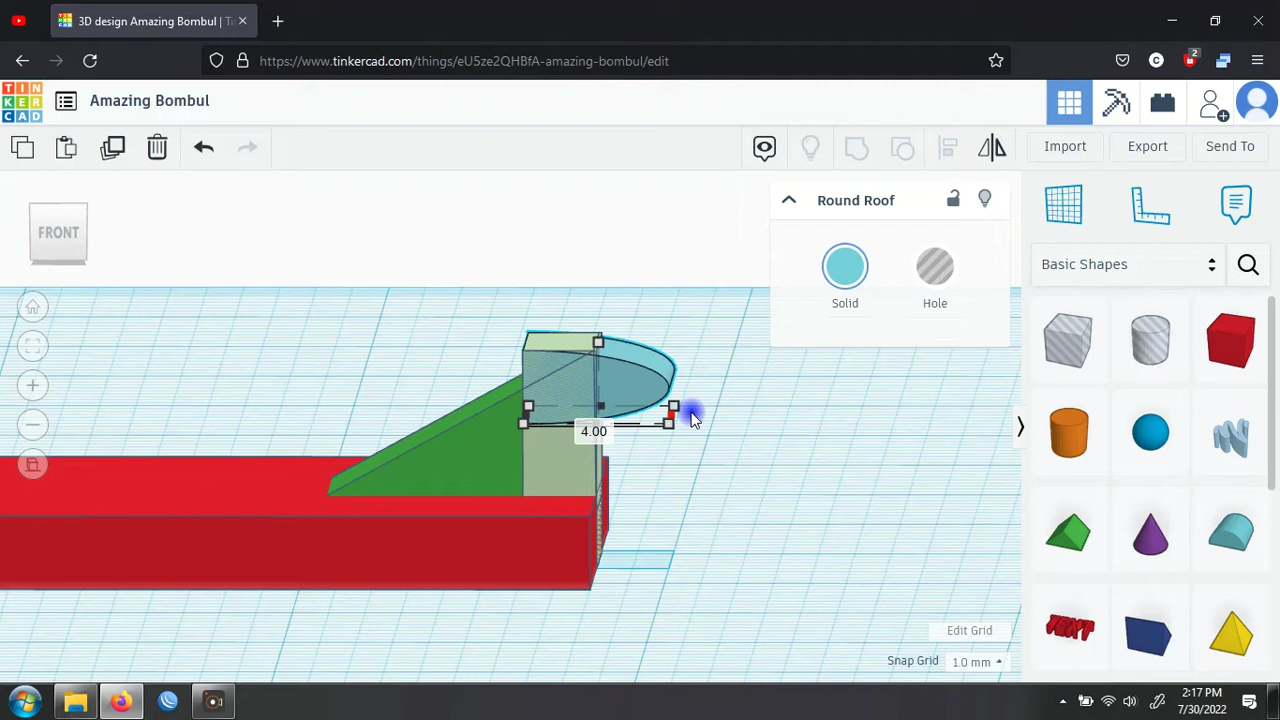 3D design Amazing Bombul | Ti
https://www.tinkercad.com/things/eU5ze2QHBfA-amazing-bombul/edit
2
TIN
KER
CAD
Amazing Bombul
Import
Export
Send To
FRONT
Round Roof
Solid
Hole
Basic Shapes
4.00
TEXT
Edit Grid
Snap Grid
1.0 mm
2:17 PM
7/30/2022